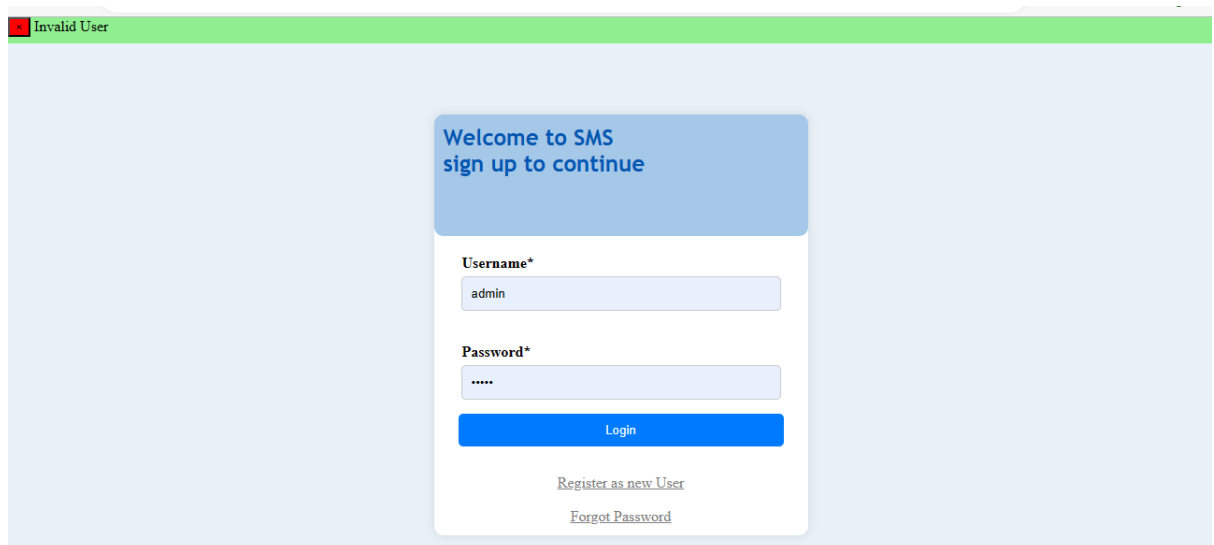 × Invalid User
Welcome to SMS
sign up to continue
Username*
admin
Password*
•••••
Login
Register as new User
Forgot Password